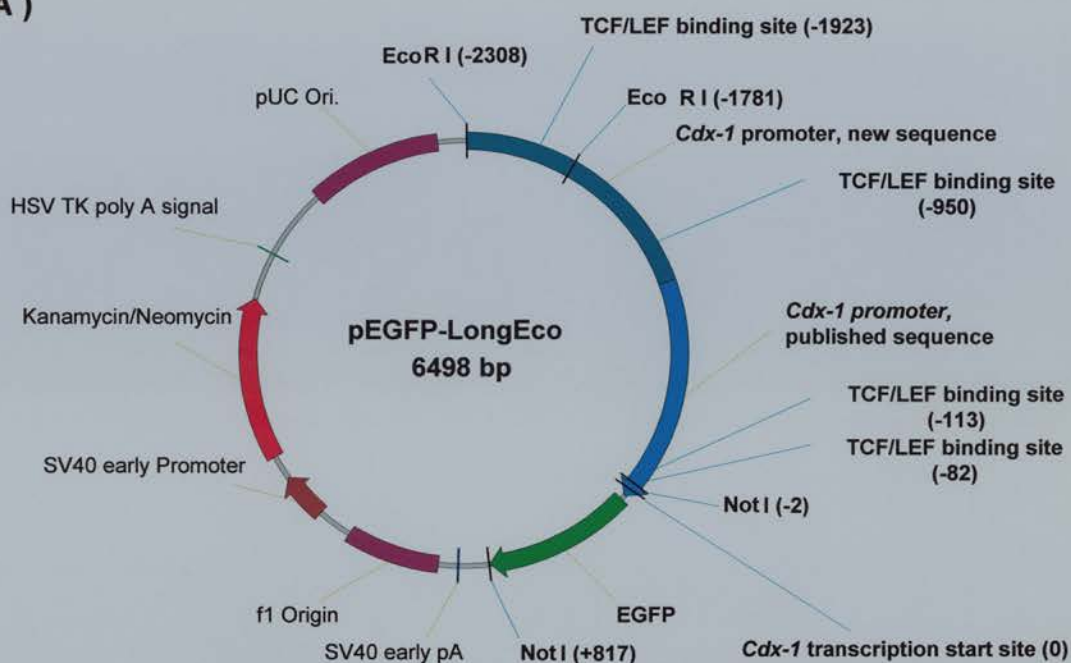 A )
TCF/LEF binding site (-1923)
EcoR I (-2308)
Eco R I (-1781)
pUC Ori.
Cdx-1 promoter, new sequence
TCF/LEF binding site
(-950)
HSV TK poly A signal
Kanamycin/Neomycin
pEGFP-LongEco
6498 bp
Cdx-1 promoter,
published sequence
TCF/LEF binding site
(-113)
TCF/LEF binding site
(-82)
SV40 early Promoter
Not I (-2)
f1 Origin
EGFP
SV40 early pA
Not I (+817)
Cdx-1 transcription start site (0)